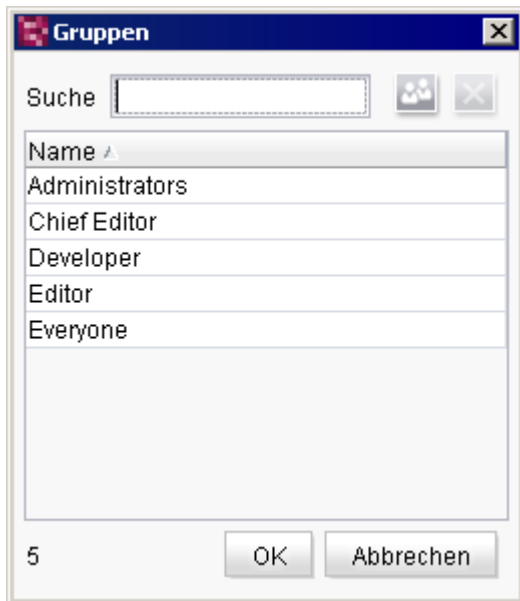 Gruppen
Suche
Name
Administrators
Chief Editor
Developer
Editor
Everyone
5 OK Abbrechen